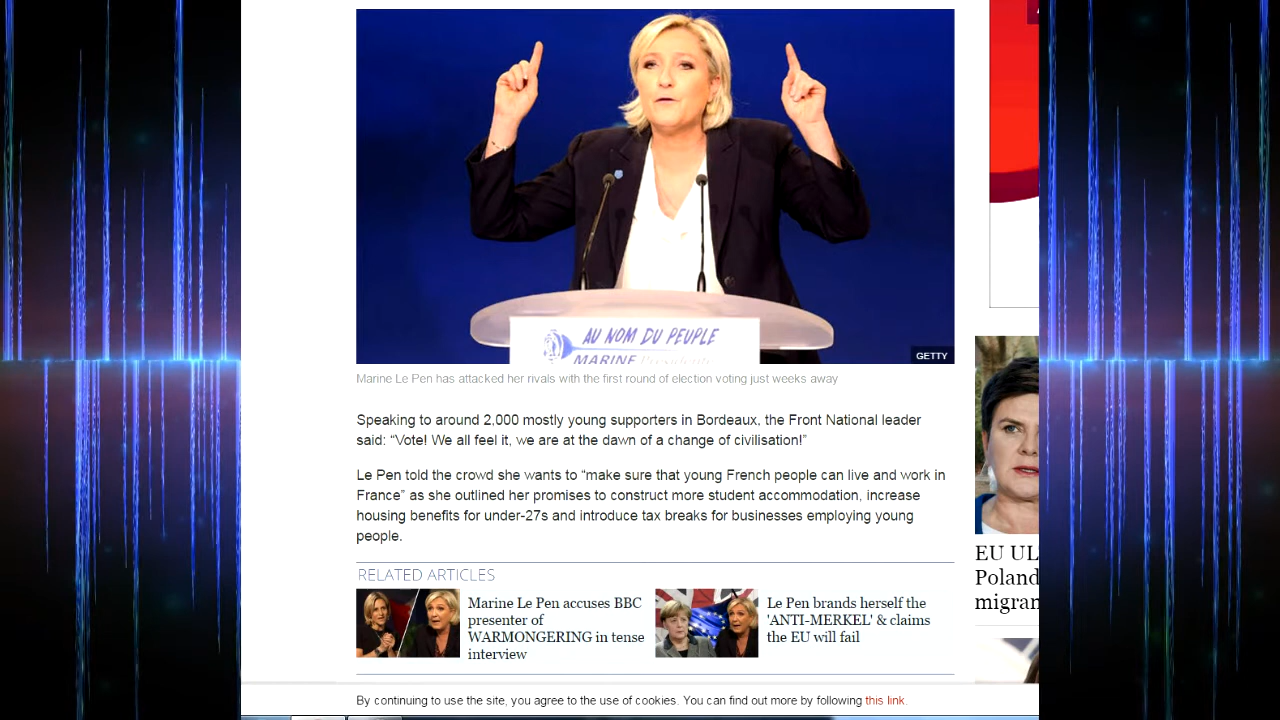 AU NOM DU PEUPLE
MARINE Présidente
GETTY
Marine Le Pen has attacked her rivals with the first round of election voting just weeks away
Speaking to around 2,000 mostly young supporters in Bordeaux, the Front National leader
said: “Vote! We all feel it, we are at the dawn of a change of civilisation!”
Le Pen told the crowd she wants to “make sure that young French people can live and work in
France” as she outlined her promises to construct more student accommodation, increase
housing benefits for under-27s and introduce tax breaks for businesses employing young
people.
RELATED ARTICLES
Marine Le Pen accuses BBC
presenter of
WARMONGERING in tense
interview
Le Pen brands herself the
'ANTI-MERKEL' & claims
the EU will fail
EU UL
Poland
migran
By continuing to use the site, you agree to the use of cookies. You can find out more by following this link.